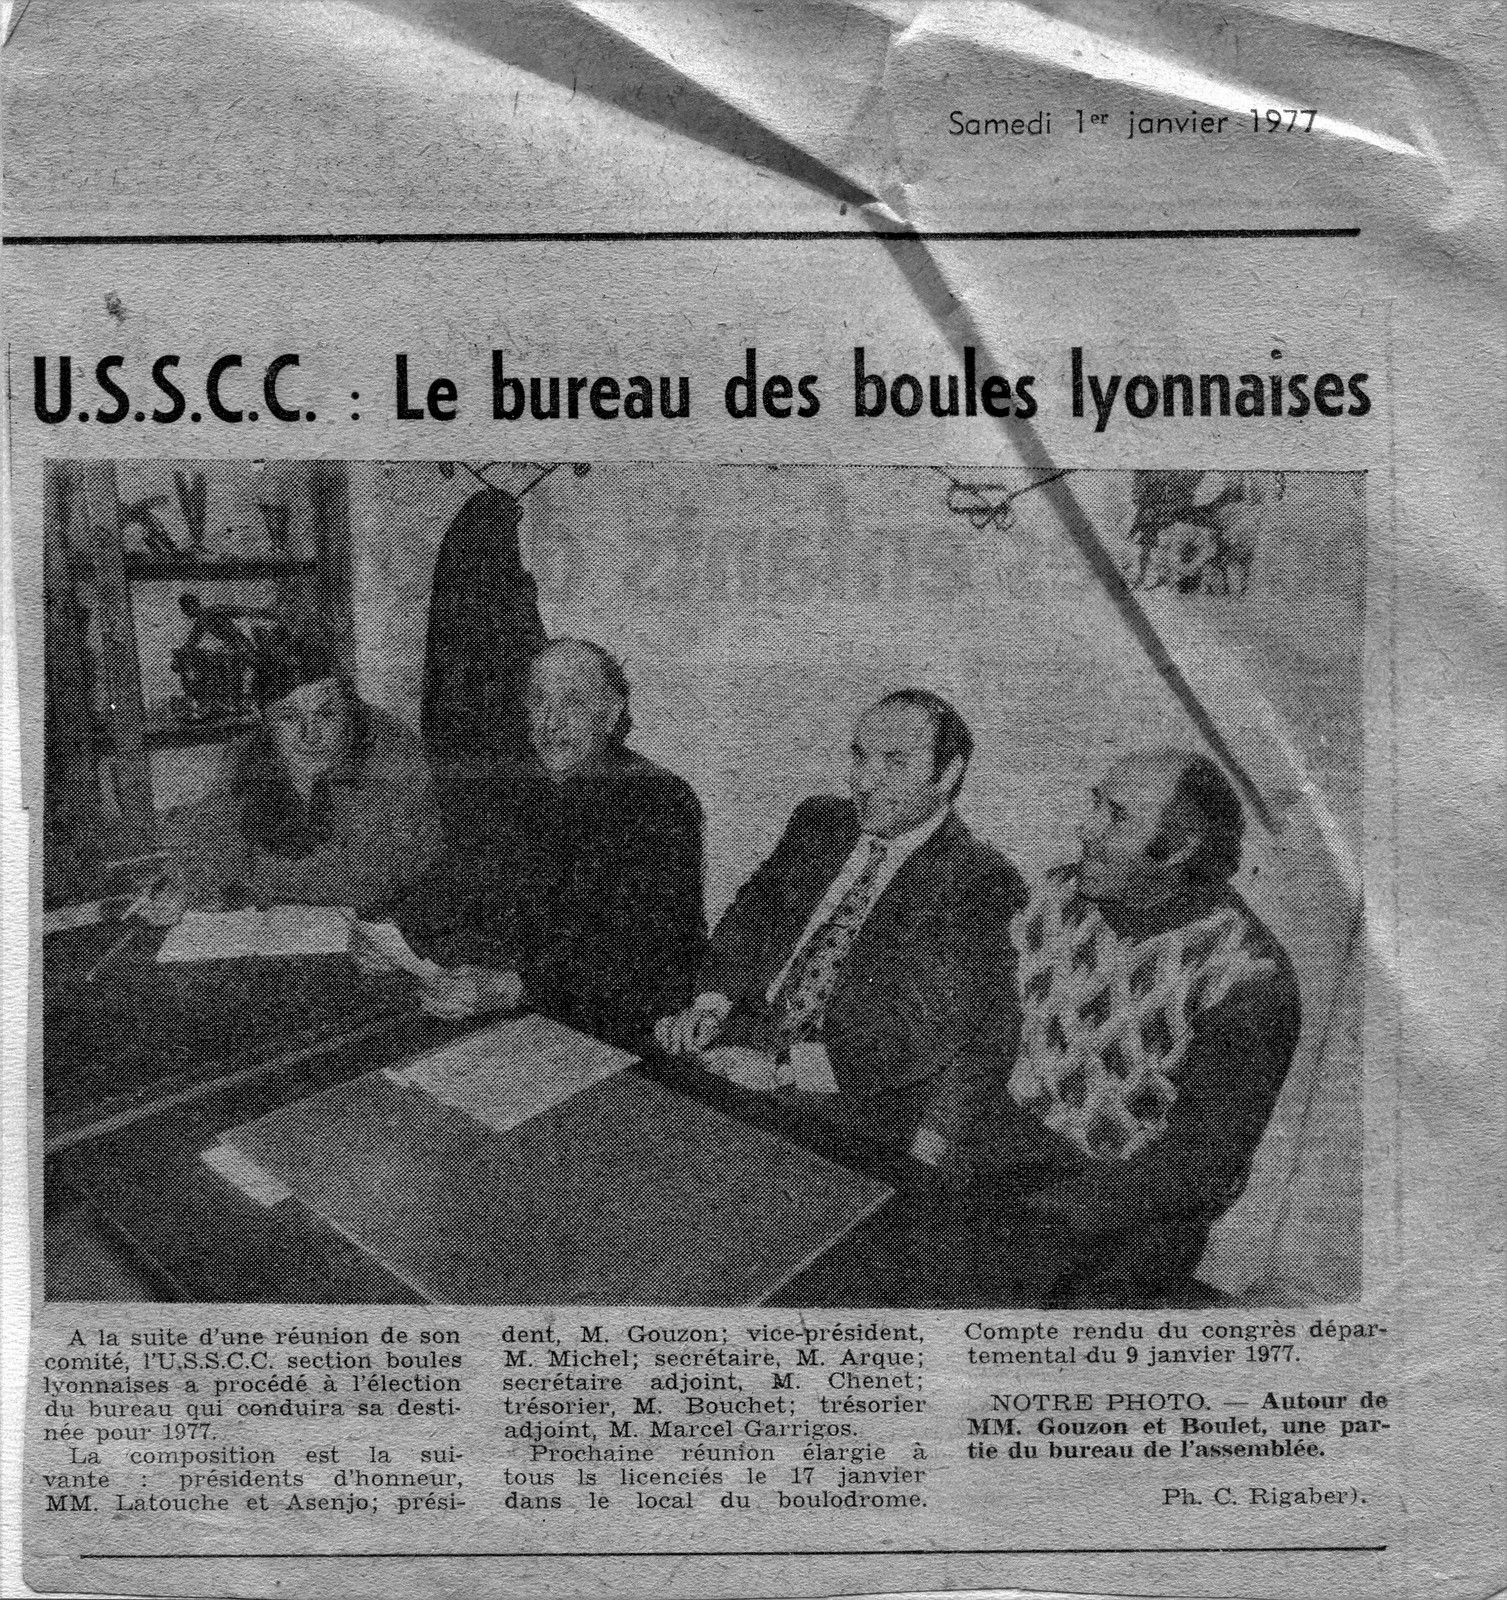 Samedi 1er janvier 1977
U.S.S.C.C. : Le bureau des boules lyonnaises
A la suite d'une réunion de son
comité, l'U.S.S.C.C. section boules
lyonnaises a procédé à l'élection
du bureau qui conduira sa desti-
née pour 1977.
La composition est la sui-
vante : présidents d'honneur,
MM. Latouche et Asenjo; prési-
dent, M. Gouzon; vice-président,
M. Michel; secrétaire, M. Arque;
secrétaire adjoint, M. Chenet;
trésorier, M. Bouchet; trésorier
adjoint, M. Marcel Garrigos.
Prochaine réunion élargie à
tous ls licenciés le 17 janvier
dans le local du boulodrome.
Compte rendu du congrès dépar-
temental du 9 janvier 1977.
NOTRE PHOTO. — Autour de
MM. Gouzon et Boulet, une par-
tie du bureau de l'assemblée.
Ph. C. Rigaber).